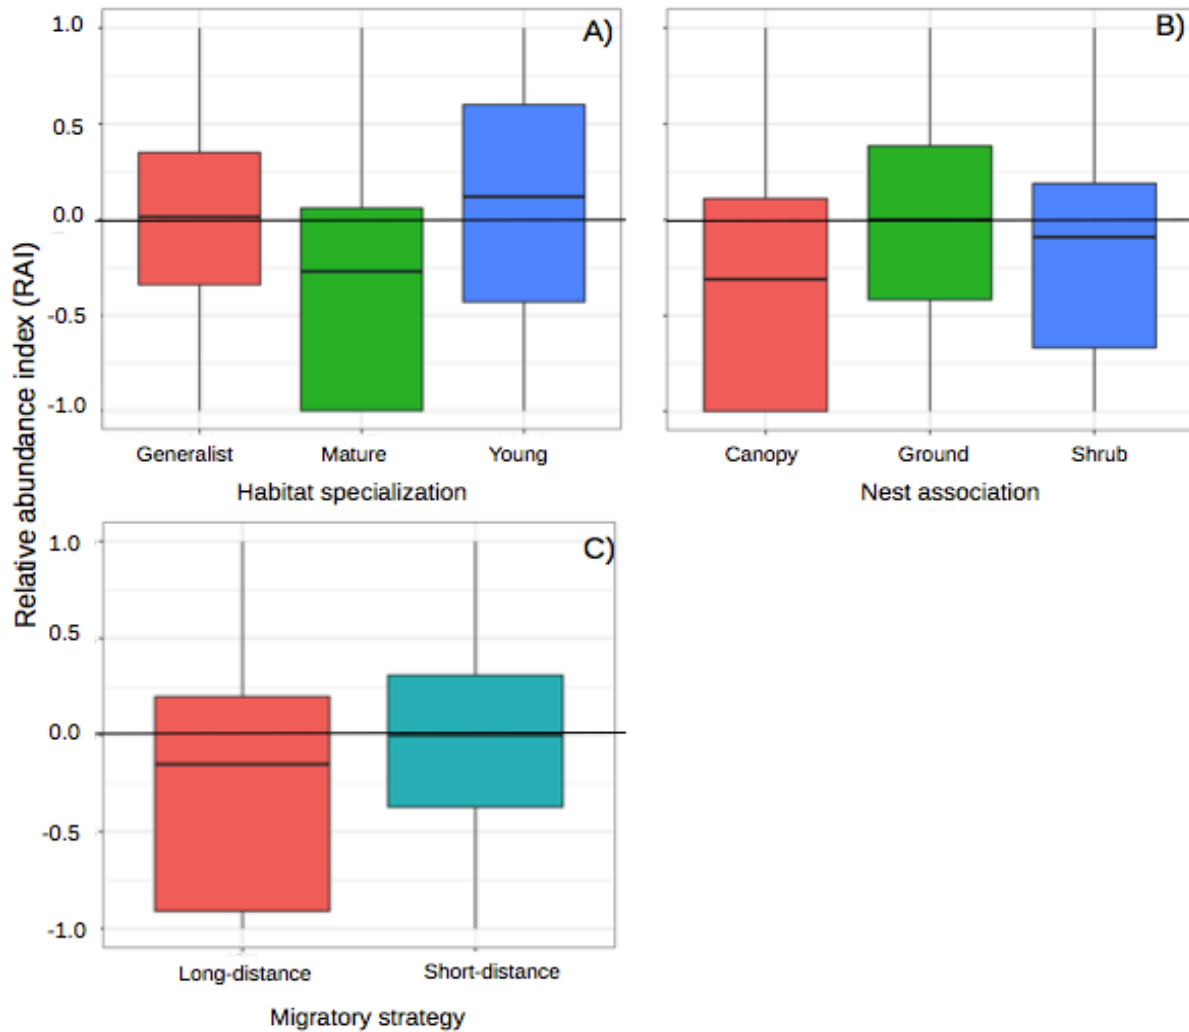 Relative abundance index (RAI)
A)
1.0
0.5
0.0
-0.5
-1.0
Generalist Mature Young
Habitat specialization
B)
Canopy Ground Shrub
Nest association
C)
1.0
0.5
0.0
-0.5
-1.0
Long-distance Short-distance
Migratory strategy